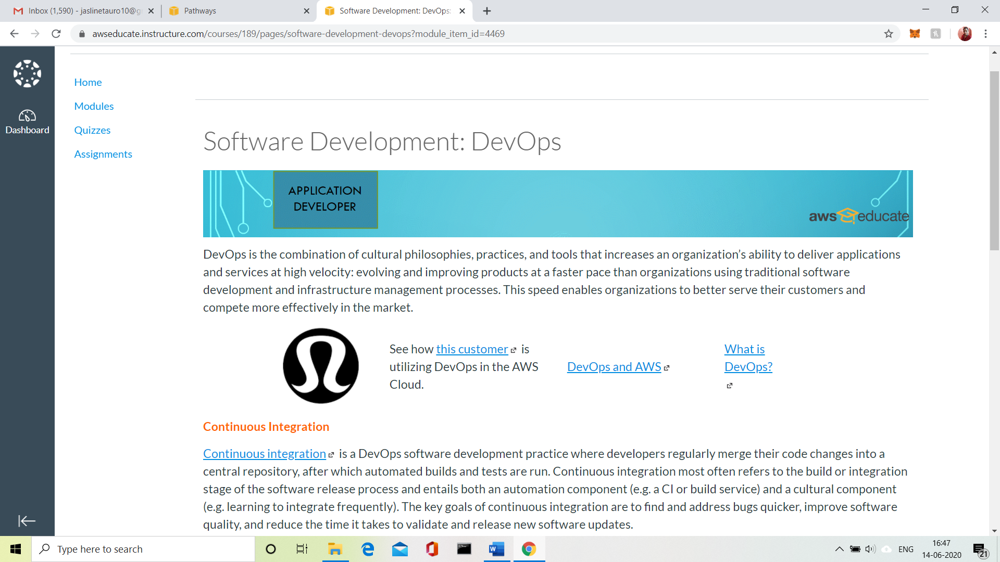 Inbox (1,590) - jaslinetauro10@g
Pathways
Software Development: DevOps:
awseducate.instructure.com/courses/189/pages/software-development-devops?module_item_id=4469
Dashboard
Home
Modules
Quizzes
Assignments
Software Development: DevOps
APPLICATION
DEVELOPER
aws educate
DevOps is the combination of cultural philosophies, practices, and tools that increases an organization’s ability to deliver applications
and services at high velocity: evolving and improving products at a faster pace than organizations using traditional software
development and infrastructure management processes. This speed enables organizations to better serve their customers and
compete more effectively in the market.
See how this customer is
utilizing DevOps in the AWS
Cloud.
DevOps and AWS
What is
DevOps?
Continuous Integration
Continuous integration is a DevOps software development practice where developers regularly merge their code changes into a
central repository, after which automated builds and tests are run. Continuous integration most often refers to the build or integration
stage of the software release process and entails both an automation component (e.g. a CI or build service) and a cultural component
(e.g. learning to integrate frequently). The key goals of continuous integration are to find and address bugs quicker, improve software
quality, and reduce the time it takes to validate and release new software updates.
Type here to search
ENG
16:47
14-06-2020
21